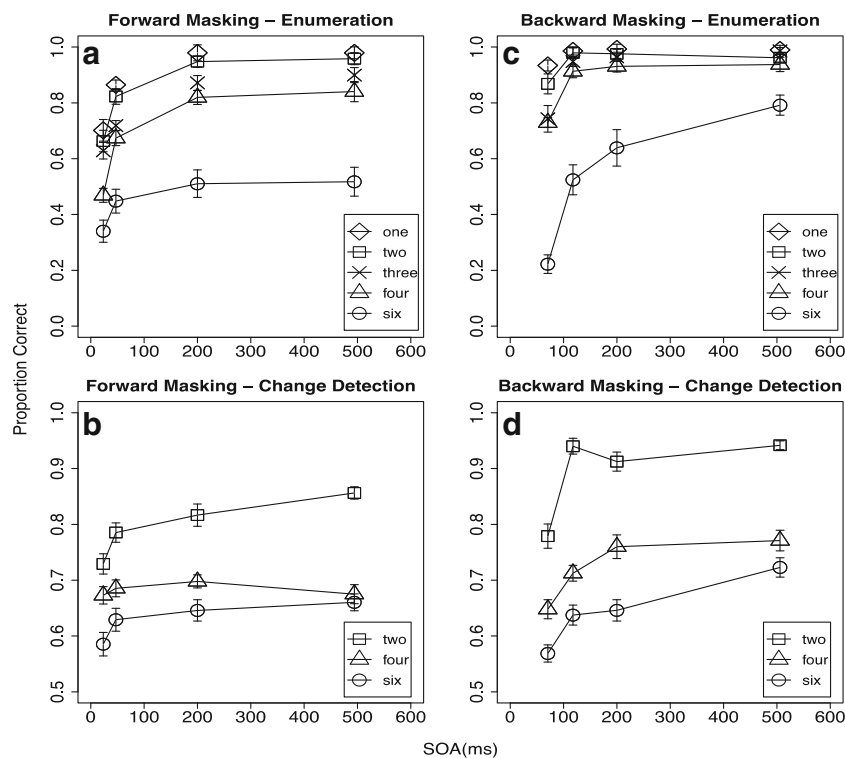 Forward Masking – Enumeration
a
1.0
0.8
0.6
0.4
0.2
0.0
one
two
three
four
six
0 100 200 300 400 500 600
Backward Masking – Enumeration
c
1.0
0.8
0.6
0.4
0.2
0.0
one
two
three
four
six
0 100 200 300 400 500 600
Proportion Correct
Forward Masking – Change Detection
b
1.0
0.9
0.8
0.7
0.6
0.5
two
four
six
0 100 200 300 400 500 600
Backward Masking – Change Detection
d
1.0
0.9
0.8
0.7
0.6
0.5
two
four
six
0 100 200 300 400 500 600
SOA(ms)